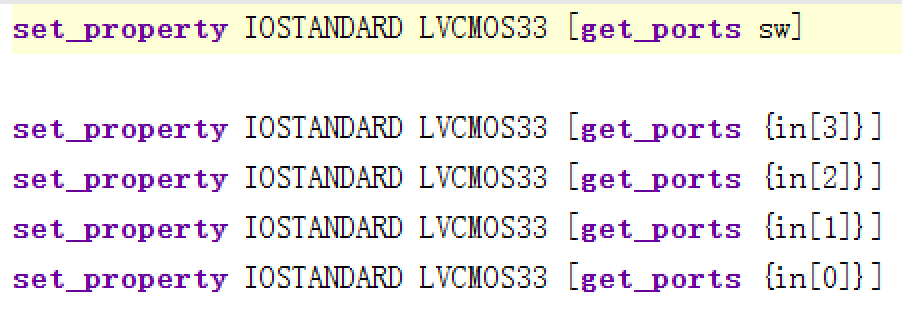 set_property IOSTANDARD LVCMOS33 [get_ports sw]
set_property IOSTANDARD LVCMOS33 [get_ports {in[3]}]
set_property IOSTANDARD LVCMOS33 [get_ports {in[2]}]
set_property IOSTANDARD LVCMOS33 [get_ports {in[1]}]
set_property IOSTANDARD LVCMOS33 [get_ports {in[0]}]